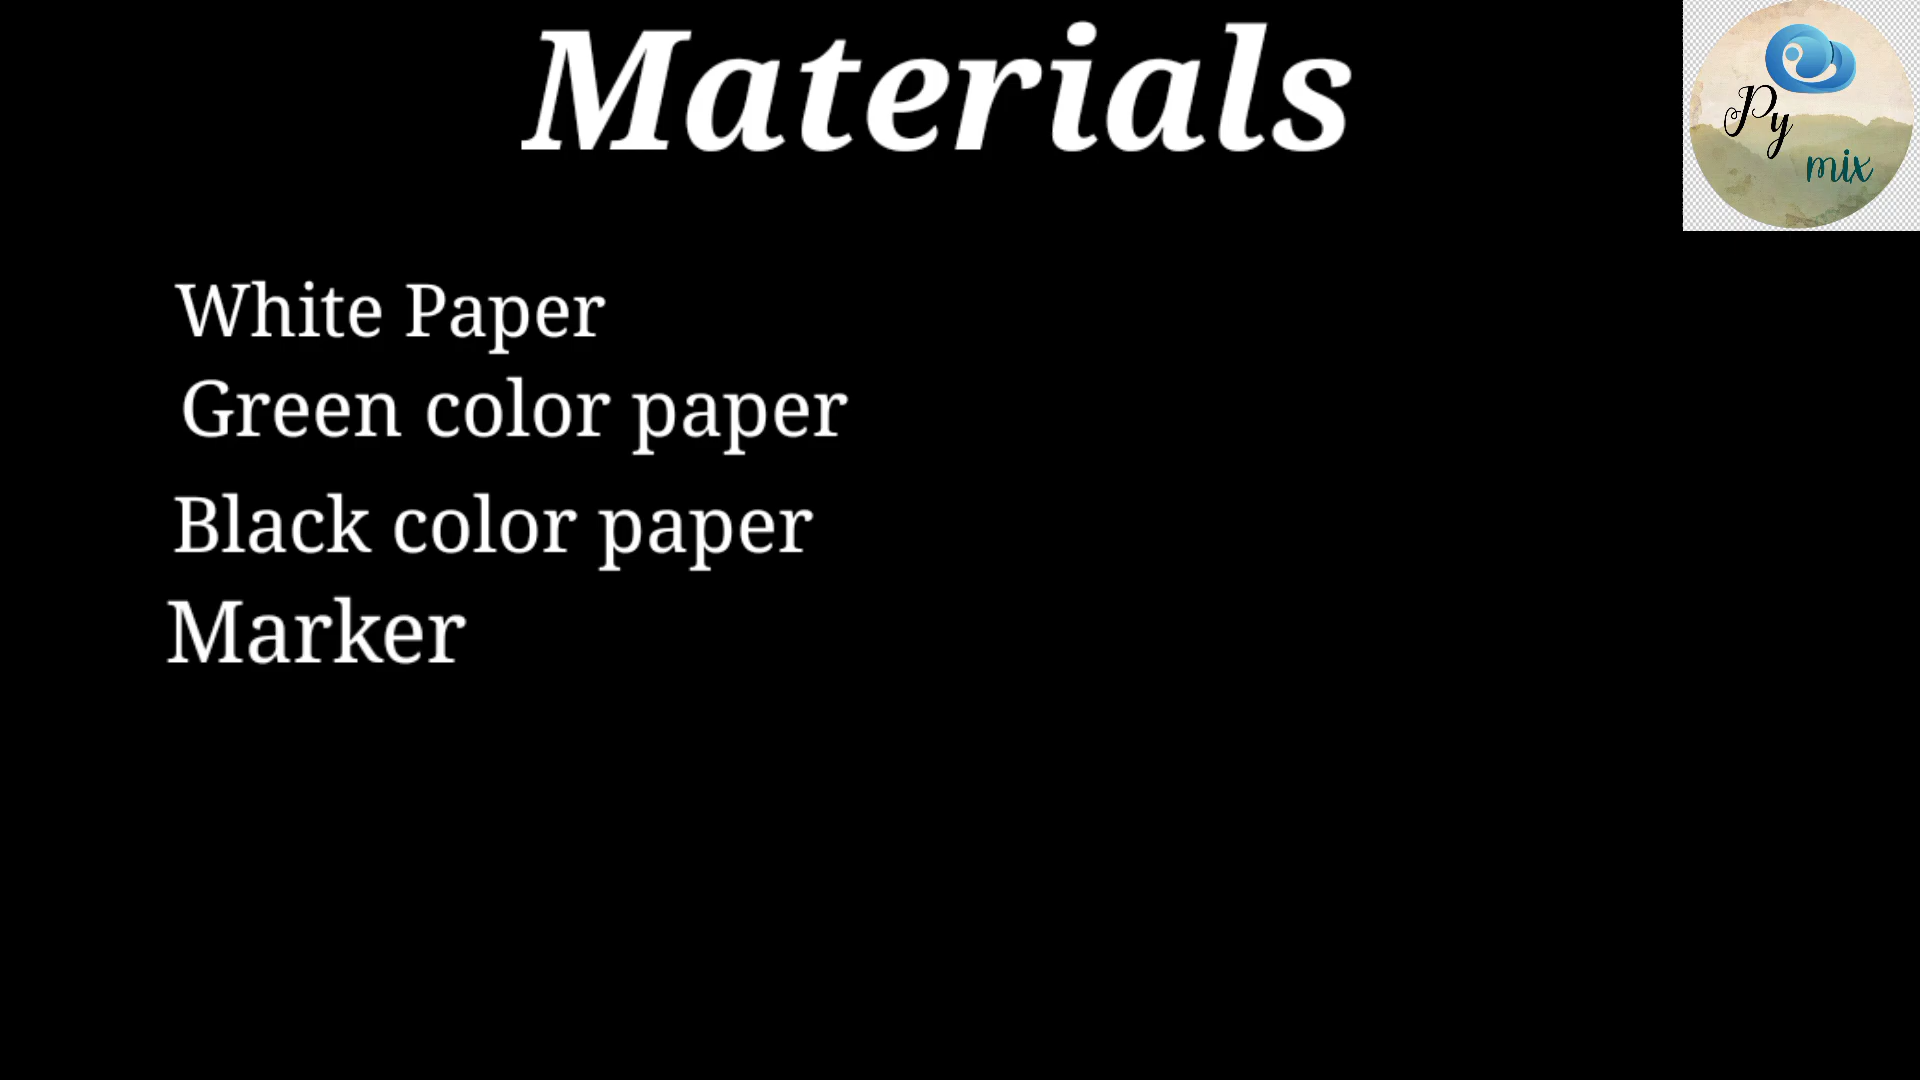 Materials
Py
mix
White Paper
Green color paper
Black color paper
Marker